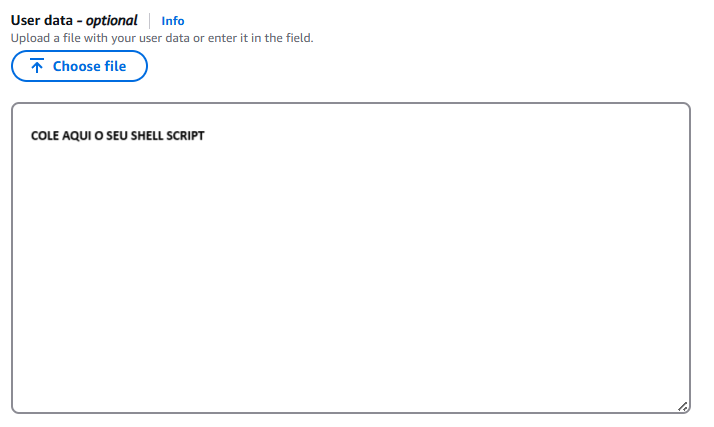 User data - optional Info
Upload a file with your user data or enter it in the field.
Choose file
COLE AQUI O SEU SHELL SCRIPT